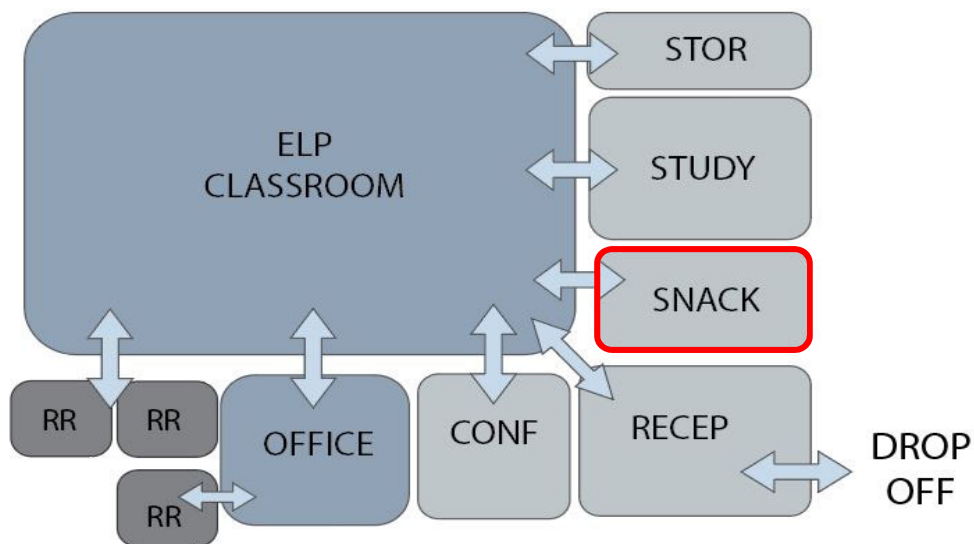 STOR
ELP
CLASSROOM
STUDY
SNACK
RR
RR
OFFICE
CONF
RECEP
DROP
OFF
RR